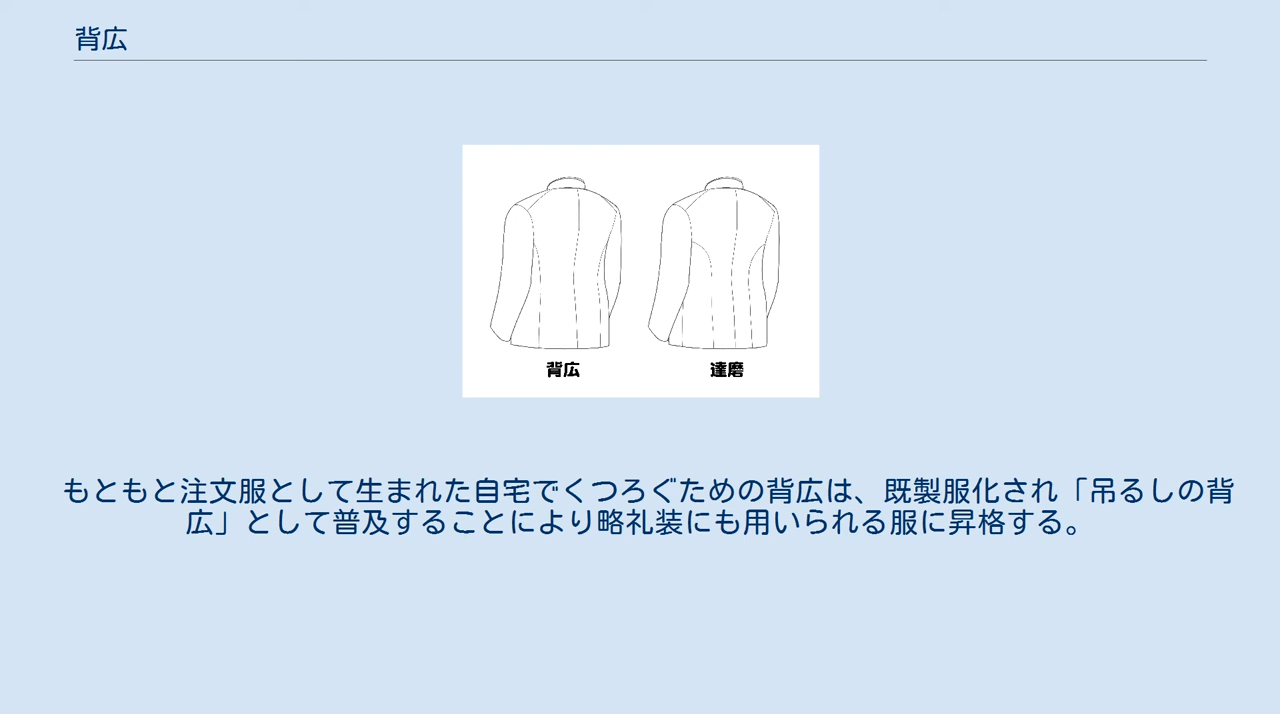 背広
背広
達磨
もともと注文服として生まれた自宅でくつろぐための背広は、既製服化され「吊るしの背
広」として普及することにより略礼装にも用いられる服に昇格する。